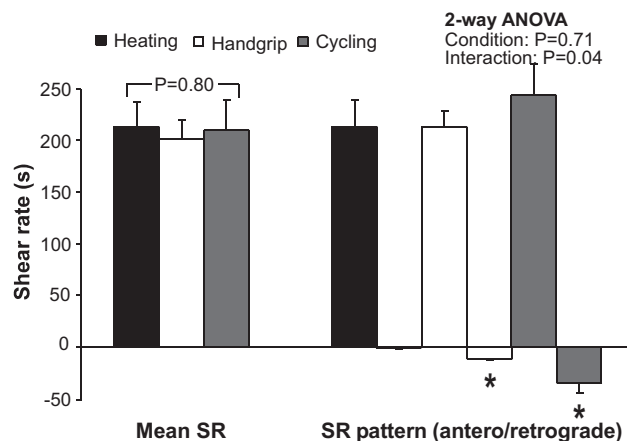 2-way ANOVA
Condition: P=0.71
Interaction: P=0.04
Heating Handgrip Cycling
P=0.80
Shear rate (s)
250
200
150
100
50
0
-50
*
*
Mean SR
SR pattern (antero/retrograde)